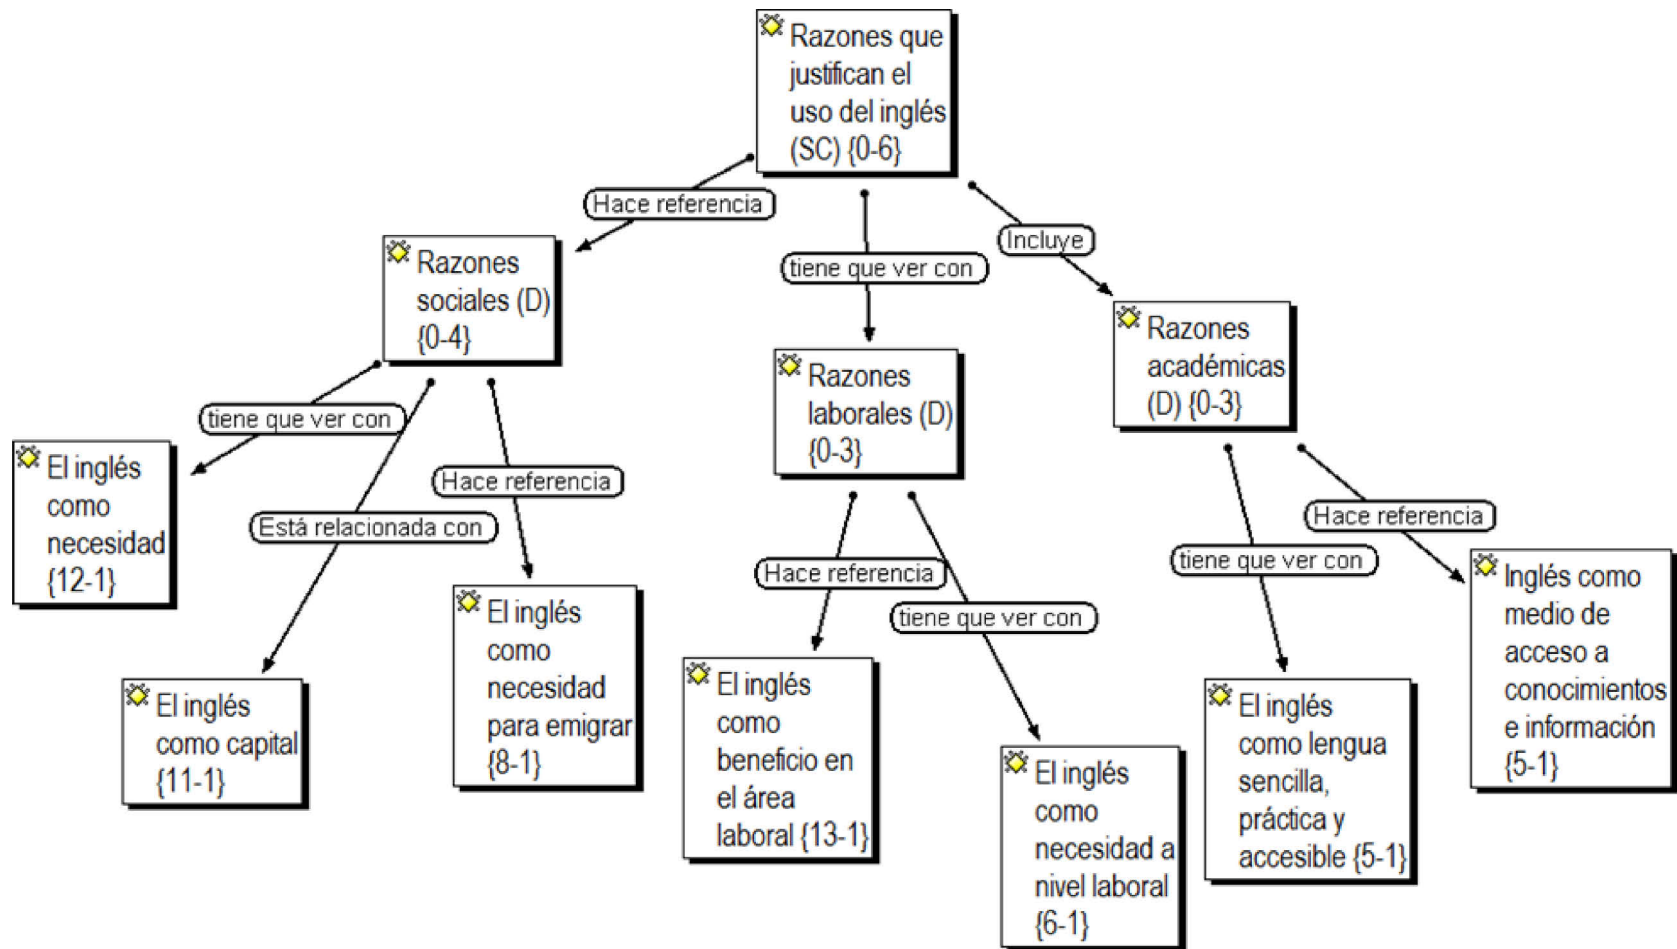 Razones que
justifican el
uso del inglés
(SC) {0-6}
Hace referencia
tiene que ver con
Incluye
Razones
sociales (D)
{0-4}
Razones
laborales (D)
{0-3}
Razones
académicas
(D) {0-3}
tiene que ver con
Está relacionada con
Hace referencia
Hace referencia
tiene que ver con
tiene que ver con
Hace referencia
El inglés
como
necesidad
{12-1}
El inglés
como capital
{11-1}
El inglés
como
necesidad
para emigrar
{8-1}
El inglés
como
beneficio en
el área
laboral {13-1}
El inglés
como
necesidad a
nivel laboral
{6-1}
El inglés
como lengua
sencilla,
práctica y
accesible {5-1}
Inglés como
medio de
acceso a
conocimientos
e información
{5-1}